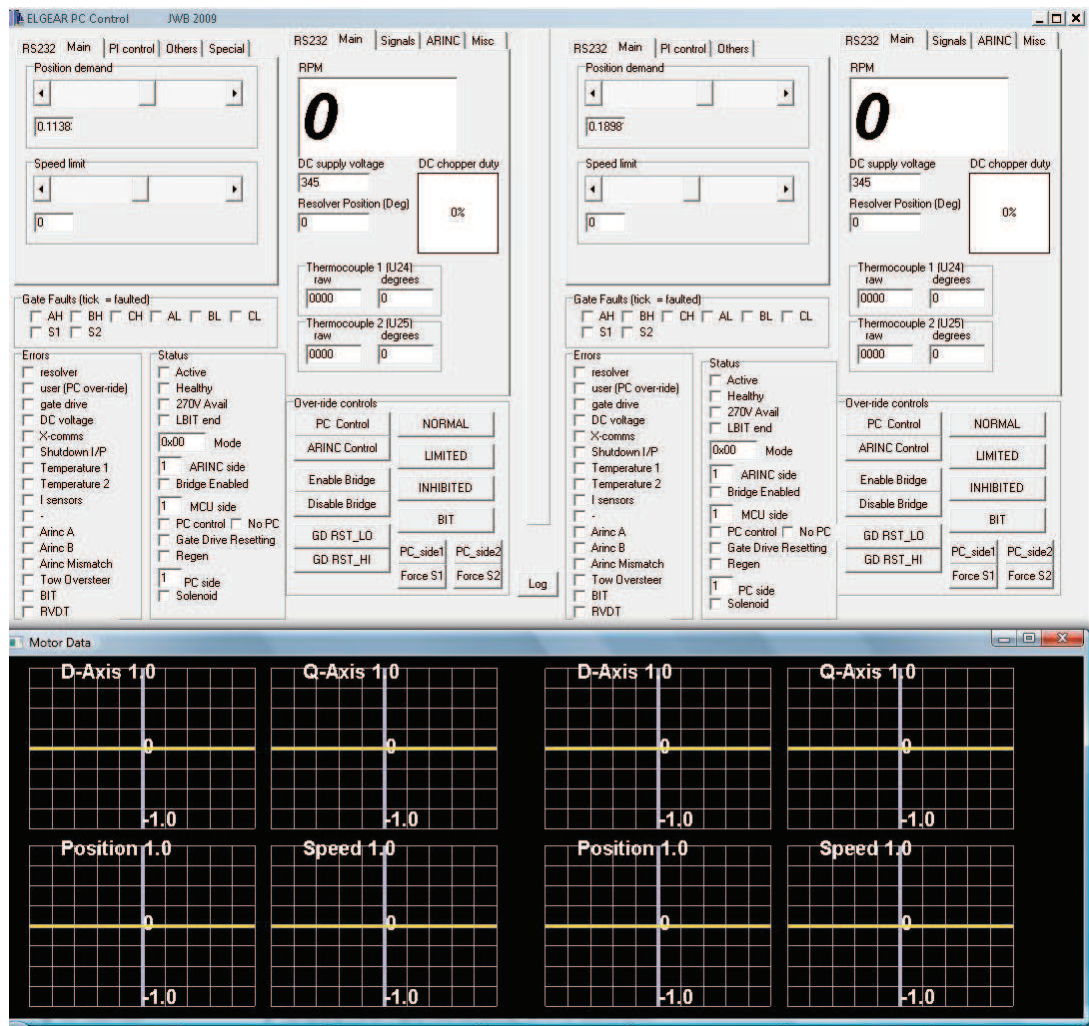 ELGEAR PC Control JWB 2009
RS232 Main PI control Others Special
Position demand
0.1138
Speed limit
0
Gate Faults (tick = faulted)
AH BH CH AL BL CL
S1 S2
Errors
resolver
user (PC over-ride)
gate drive
DC voltage
X-comms
Shutdown I/P
Temperature 1
Temperature 2
I sensors
-
Arinc A
Arinc B
Arinc Mismatch
Tow Oversteer
BIT
RVDT
Status
Active
Healthy
270V Avail
LBIT end
0x00 Mode
1 ARINC side
Bridge Enabled
1 MCU side
PC control No PC
Gate Drive Resetting
Regen
1 PC side
Solenoid
RS232 Main Signals ARINC Misc
RPM
0
DC supply voltage DC chopper duty
345
Resolver Position (Deg)
0% 
0
Thermocouple 1 (U24)
raw degrees
0000 0
Thermocouple 2 (U25)
raw degrees
0000 0
Over-ride controls
PC Control NORMAL
ARINC Control LIMITED
Enable Bridge INHIBITED
Disable Bridge BIT
GD RST_LO
GD RST_HI
PC_side1 PC_side2
Force S1 Force S2
Log
RS232 Main PI control Others
Position demand
0.1898
Speed limit
0
Gate Faults (tick = faulted)
AH BH CH AL BL CL
S1 S2
Errors
resolver
user (PC over-ride)
gate drive
DC voltage
X-comms
Shutdown I/P
Temperature 1
Temperature 2
I sensors
-
Arinc A
Arinc B
Arinc Mismatch
Tow Oversteer
BIT
RVDT
Status
Active
Healthy
270V Avail
LBIT end
0x00 Mode
1 ARINC side
Bridge Enabled
1 MCU side
PC control No PC
Gate Drive Resetting
Regen
1 PC side
Solenoid
RS232 Main Signals ARINC Misc
RPM
0
DC supply voltage DC chopper duty
345
Resolver Position (Deg)
0%
0
Thermocouple 1 (U24)
raw degrees
0000 0
Thermocouple 2 (U25)
raw degrees
0000 0
Over-ride controls
PC Control NORMAL
ARINC Control LIMITED
Enable Bridge INHIBITED
Disable Bridge BIT
GD RST_LO
GD RST_HI
PC_side1 PC_side2
Force S1 Force S2
Motor Data
D-Axis 1.0 Q-Axis 1.0 D-Axis 1.0 Q-Axis 1.0
0 0 0 0
-1.0 -1.0 -1.0 -1.0
Position 1.0 Speed 1.0 Position 1.0 Speed 1.0
0 0 0 0
-1.0 -1.0 -1.0 -1.0